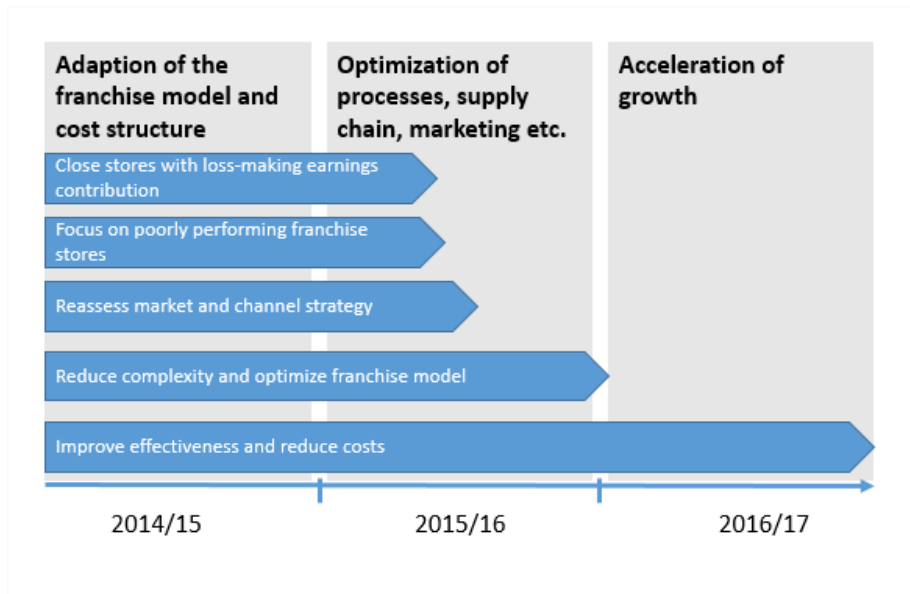 Adaption of the
franchise model and
cost structure
Optimization of
processes, supply
chain, marketing etc.
Acceleration of
growth
Close stores with loss-making earnings
contribution
Focus on poorly performing franchise
stores
Reassess market and channel strategy
Reduce complexity and optimize franchise model
Improve effectiveness and reduce costs
2014/15
2015/16
2016/17